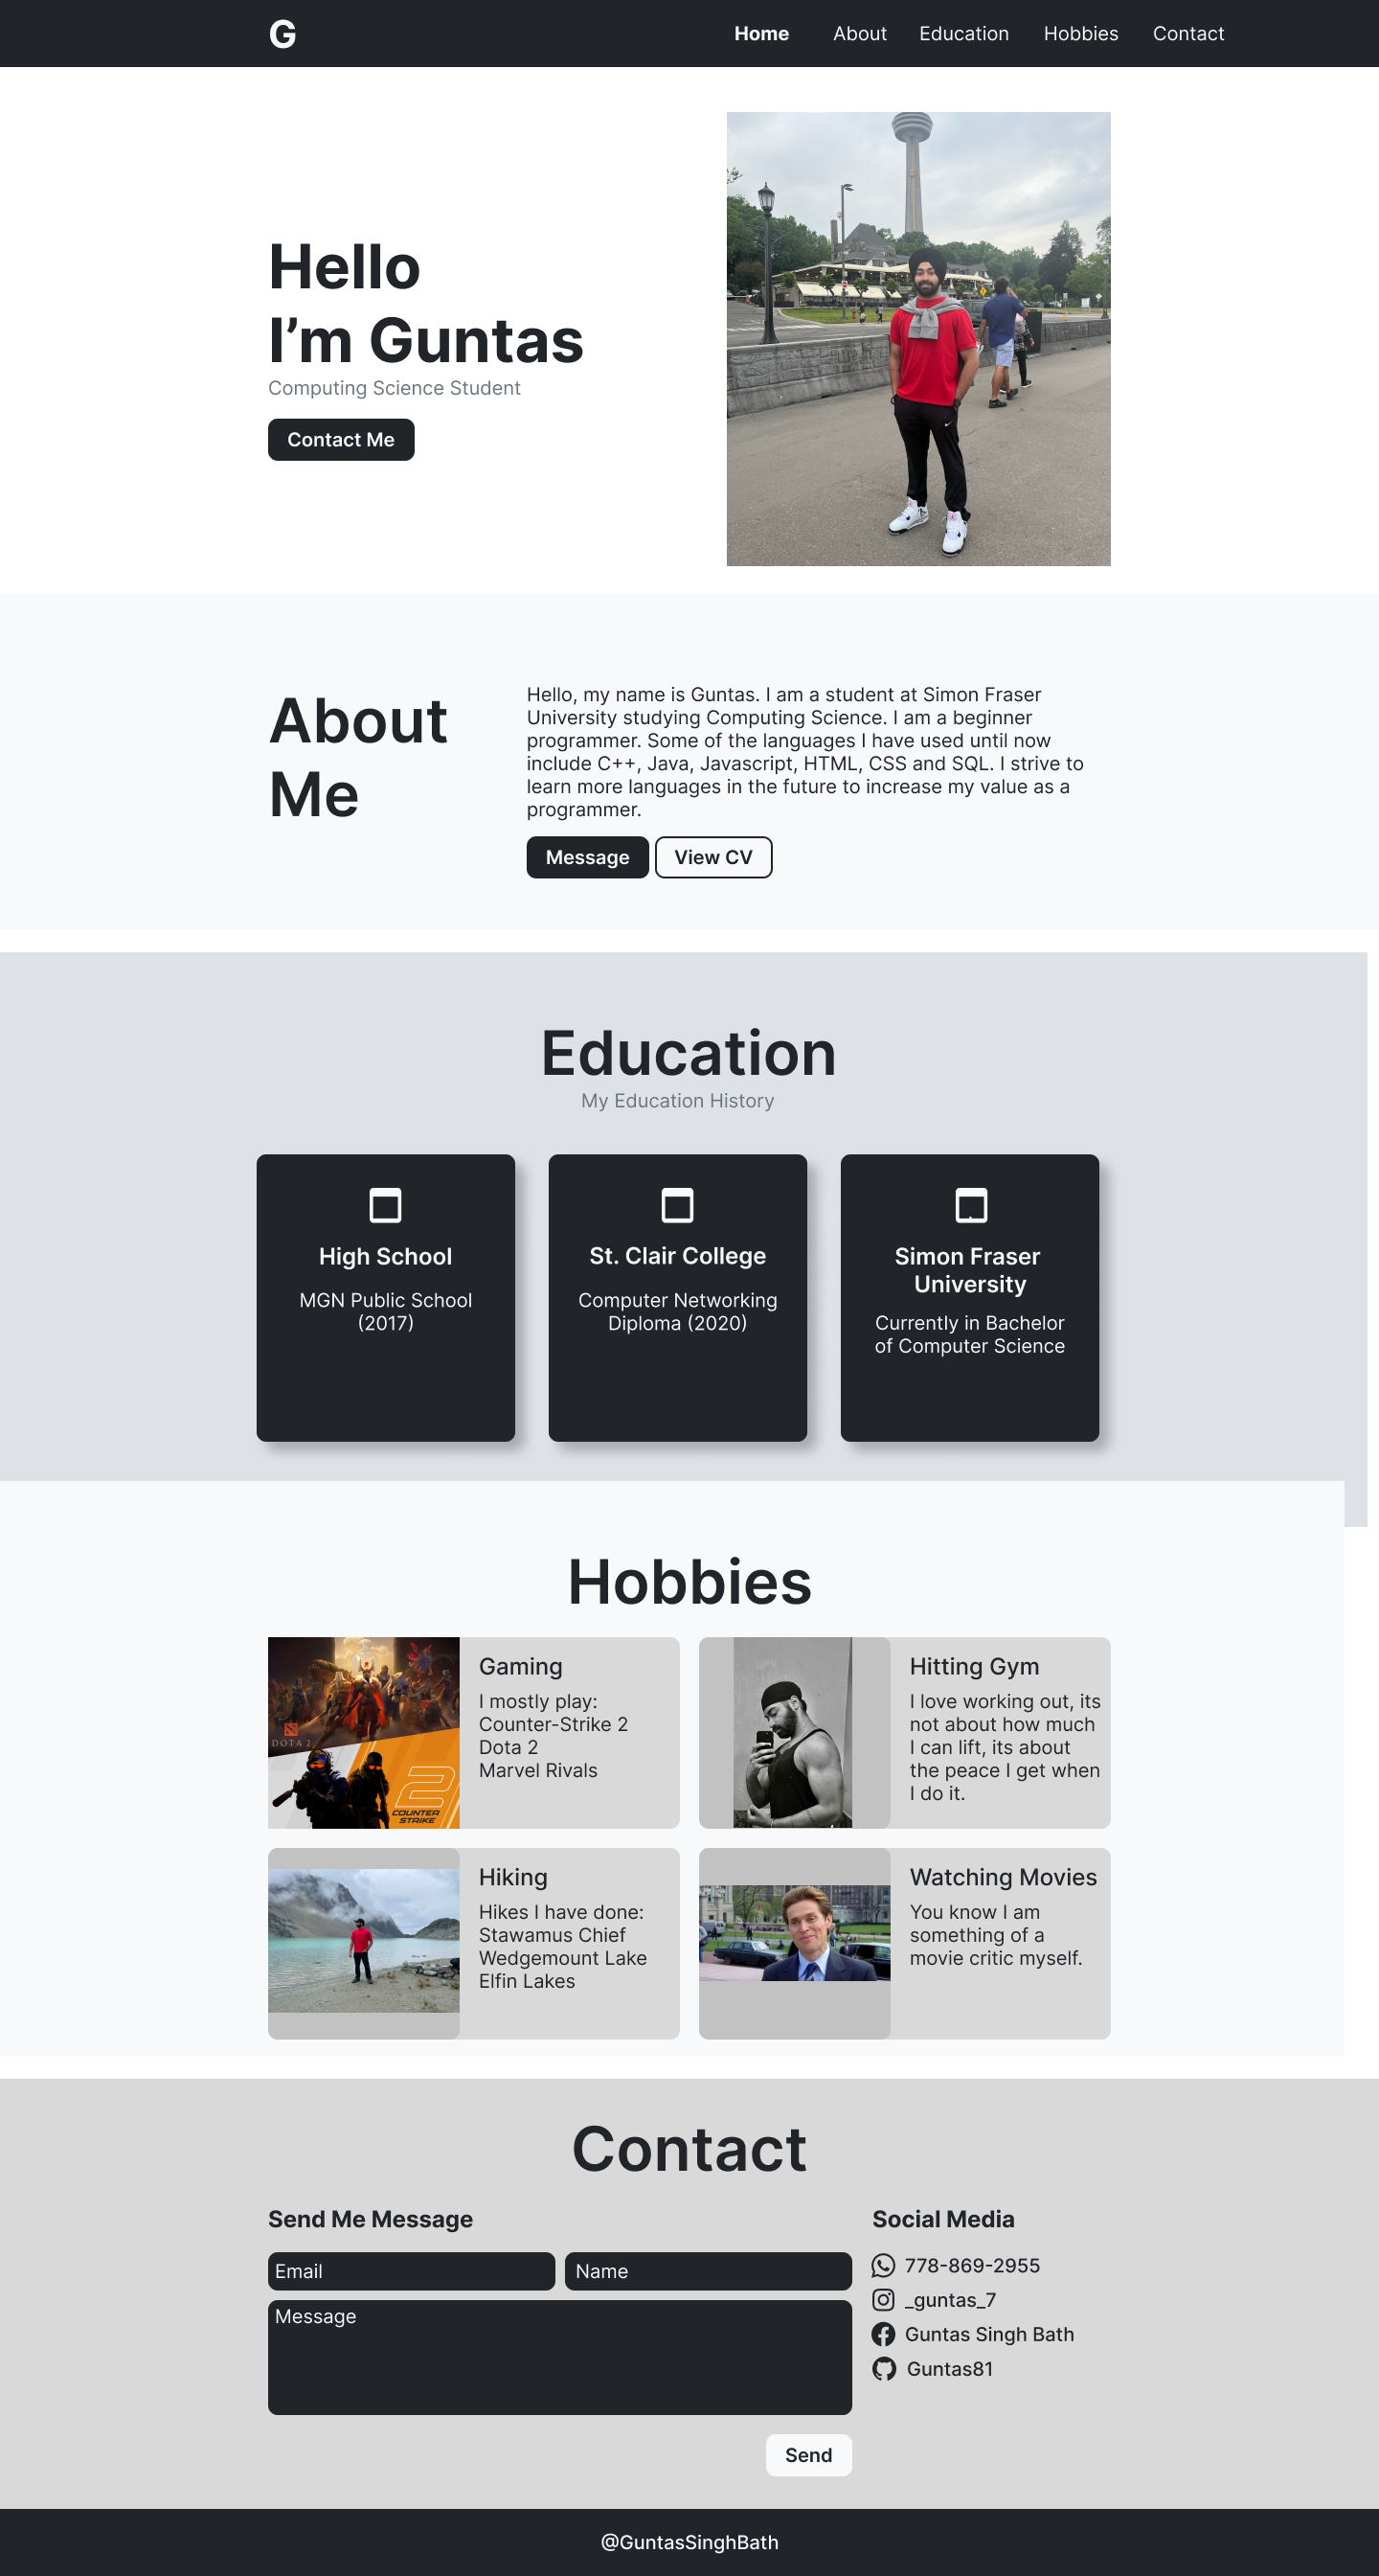 G
Home About Education Hobbies Contact
Hello
I’m Guntas
Computing Science Student
Contact Me
About
Me
Hello, my name is Guntas. I am a student at Simon Fraser
University studying Computing Science. I am a beginner
programmer. Some of the languages I have used until now
include C++, Java, Javascript, HTML, CSS and SQL. I strive to
learn more languages in the future to increase my value as a
programmer.
Message View CV
Education
My Education History
High School
MGN Public School
(2017)
St. Clair College
Computer Networking
Diploma (2020)
Simon Fraser
University
Currently in Bachelor
of Computer Science
Hobbies
DOTA 2
2
COUNTER
STRIKE
Gaming
I mostly play:
Counter-Strike 2
Dota 2
Marvel Rivals
Hitting Gym
I love working out, its
not about how much
I can lift, its about
the peace I get when
I do it.
Hiking
Hikes I have done:
Stawamus Chief
Wedgemount Lake
Elfin Lakes
Watching Movies
You know I am
something of a
movie critic myself.
Contact
Send Me Message
Email Name
Message
Send
Social Media
778-869-2955
_guntas_7
Guntas Singh Bath
Guntas81
@GuntasSinghBath